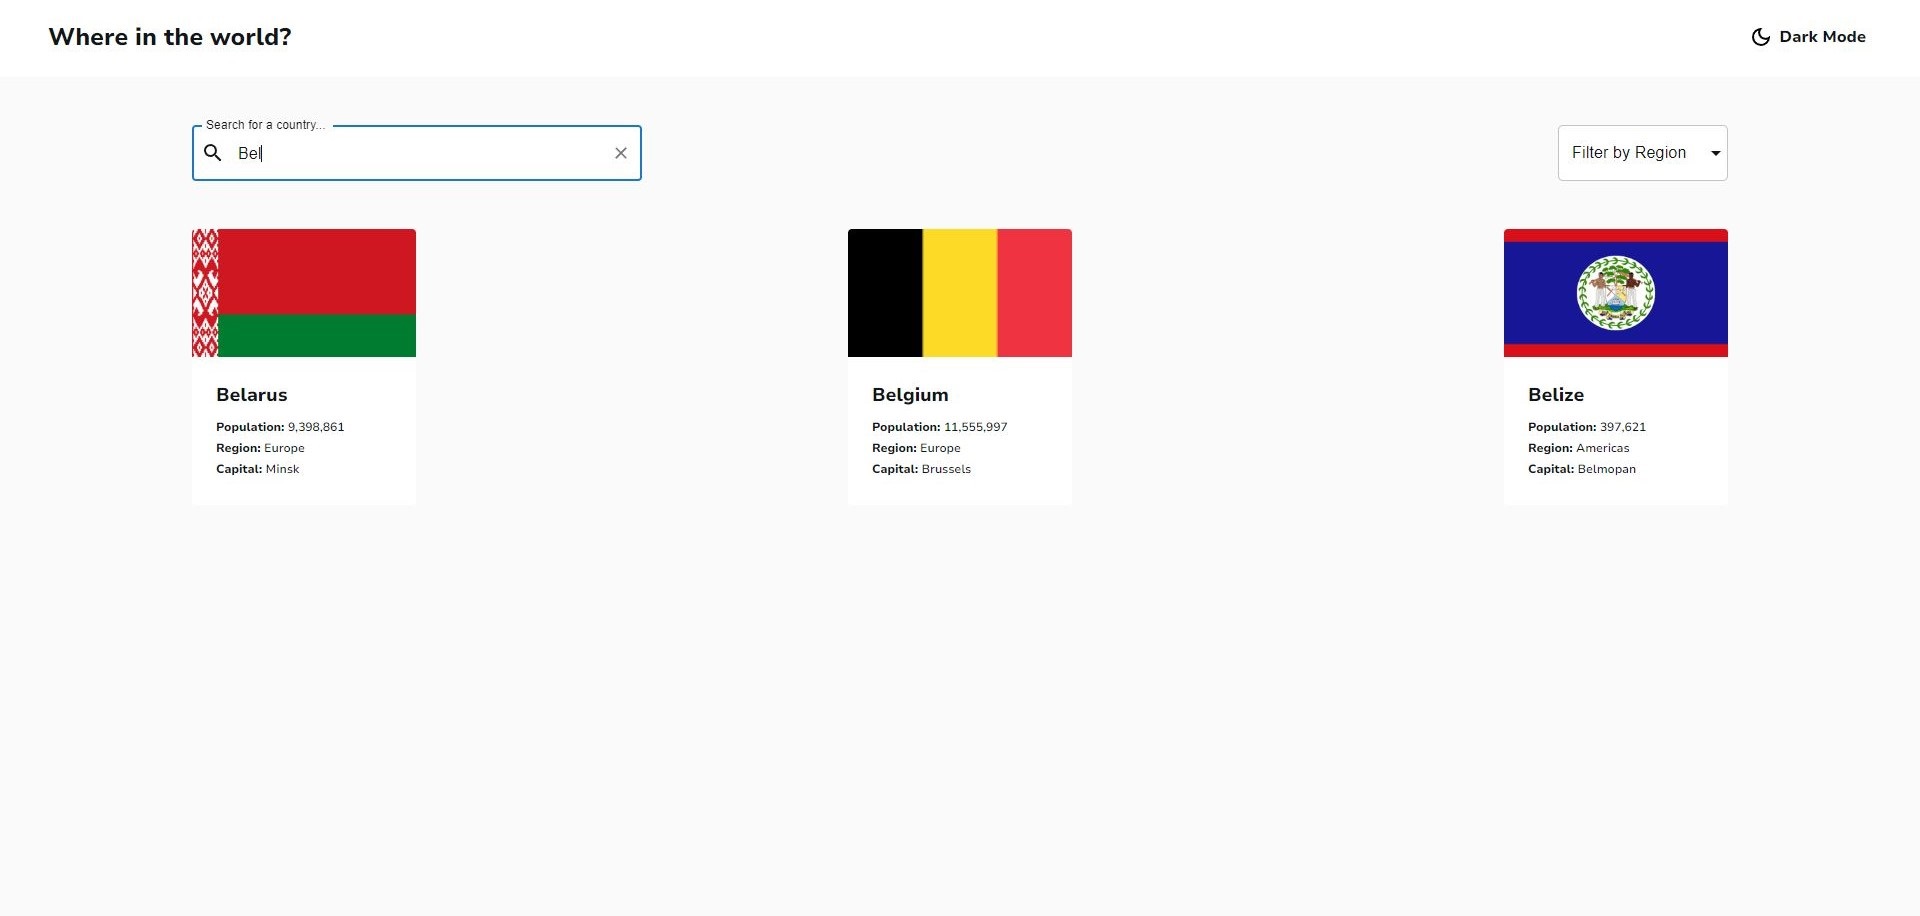 Where in the world?
Dark Mode
Search for a country...
Bel
Filter by Region
Belarus
Population: 9,398,861
Region: Europe
Capital: Minsk
Belgium
Population: 11,555,997
Region: Europe
Capital: Brussels
Belize
Population: 397,621
Region: Americas
Capital: Belmopan